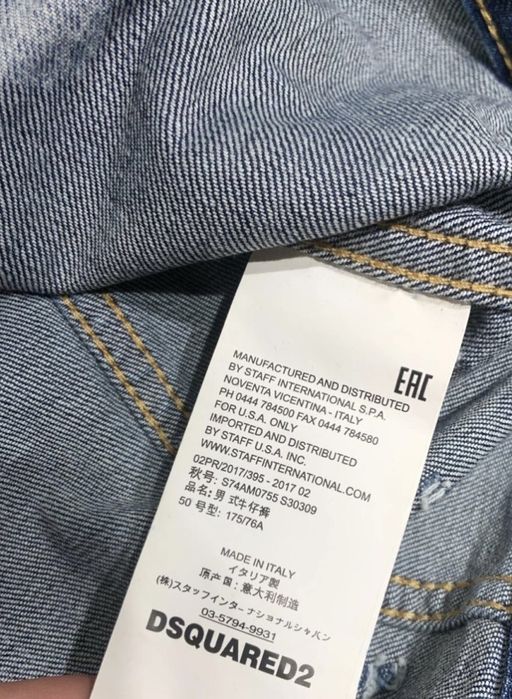 MANUFACTURED AND DISTRIBUTED
BY STAFF INTERNATIONAL S.P.A.
NOVENTA VICENTINA - ITALY
PH 0444 784500 FAX 0444 784580
FOR U.S.A. ONLY
IMPORTED AND DISTRIBUTED
BY STAFF U.S.A. INC.
WWW.STAFFINTERNATIONAL.COM
EAC
02PR/2017/395 - 2017 02
秋号: S74AM0755 S30309
品名: 男 式牛仔裤
50 号型: 175/76A
MADE IN ITALY
イタリア製
原产国: 意大利制造
(株)スタッフインターナショナルジャパン
03-5794-9931
DSQUARED2